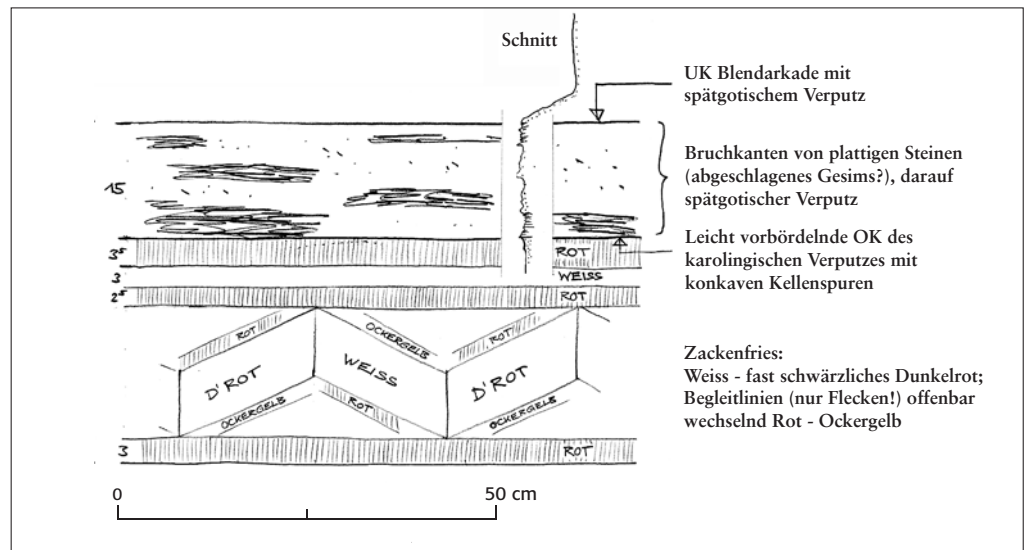 Schnitt
UK Blendarkade mit
spätgotischem Verputz
Bruchkanten von plattigen Steinen
(abgeschlagenes Gesims?), darauf
spätgotischer Verputz
15
Leicht vorbördelnde OK des
karolingischen Verputzes mit
konkaven Kellenspuren
3⁵ ROT
3 WEISS
2⁵ ROT
ROT OCKERGELB ROT
D'ROT WEISS D'ROT
OCKERGELB ROT OCKERGELB
Zackenfries:
Weiss - fast schwärzliches Dunkelrot;
Begleitlinien (nur Flecken!) offenbar
wechselnd Rot - Ockergelb
3 ROT
0 50 cm